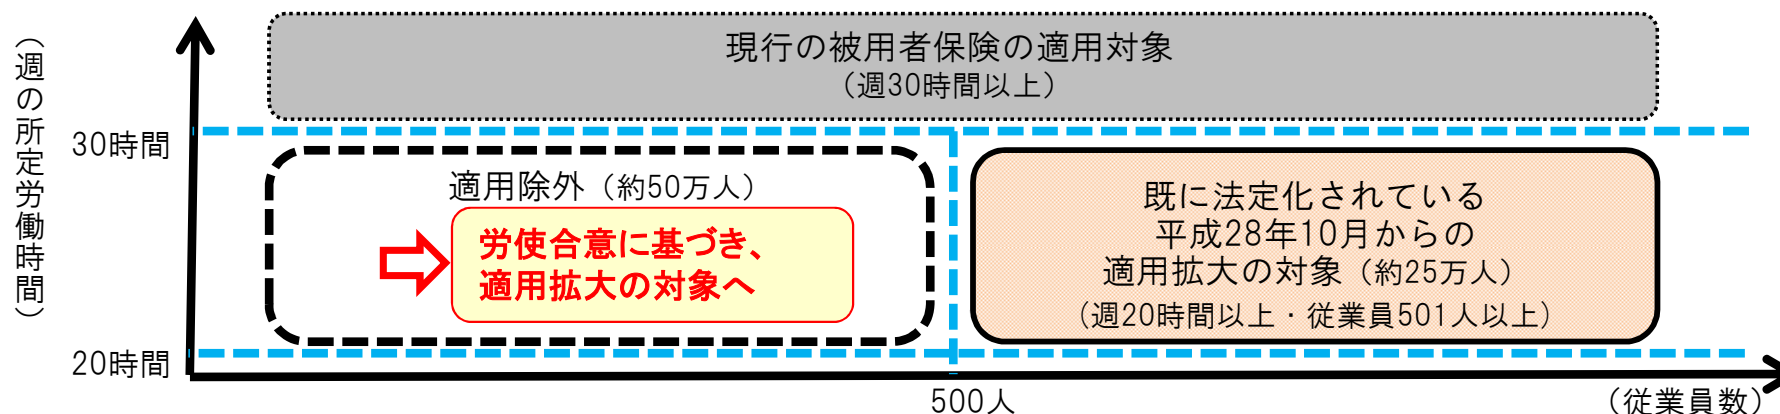 (週の所定労働時間)
現行の被用者保険の適用対象
(週30時間以上)
30時間
適用除外(約50万人)
労使合意に基づき、
適用拡大の対象へ
既に法定化されている
平成28年10月からの
適用拡大の対象(約25万人)
(週20時間以上・従業員501人以上)
20時間
500人
(従業員数)